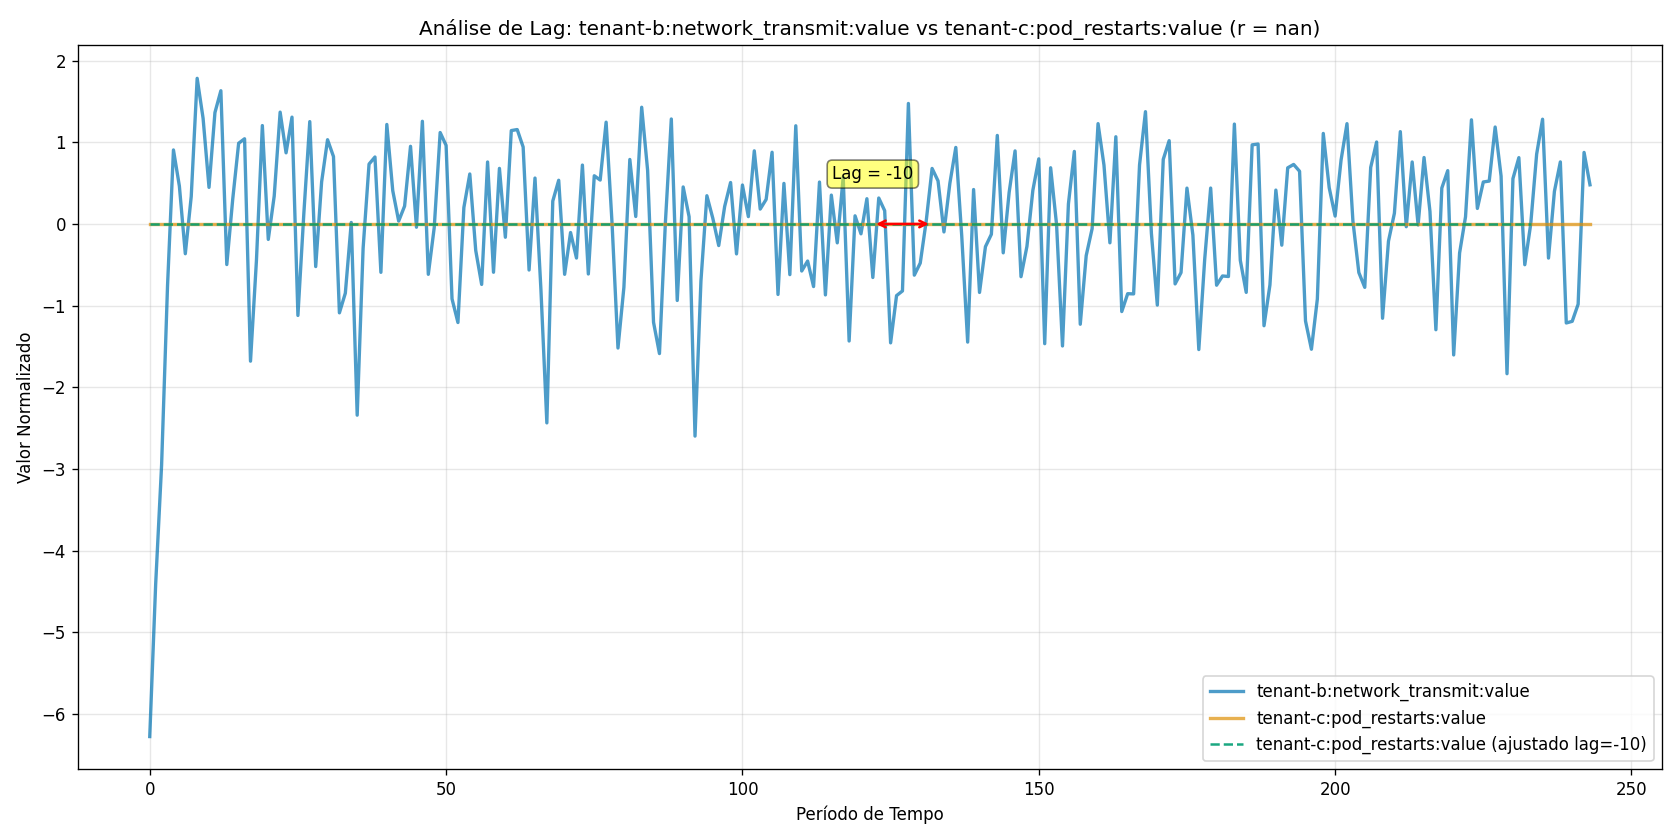 Análise de Lag: tenant-b:network_transmit:value vs tenant-c:pod_restarts:value (r = nan)
Valor Normalizado
2
1
0
−1
−2
−3
−4
−5
−6
Lag = -10
tenant-b:network_transmit:value
tenant-c:pod_restarts:value
tenant-c:pod_restarts:value (ajustado lag=-10)
0 50 100 150 200 250
Período de Tempo